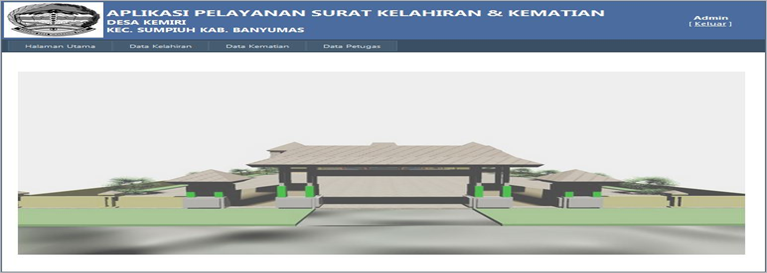 APLIKASI PELAYANAN SURAT KELAHIRAN & KEMATIAN
DESA KEMIRI
KEC. SUMPIUH KAB. BANYUMAS
Admin
[ Keluar ]
Halaman Utama Data Kelahiran Data Kematian Data Petugas